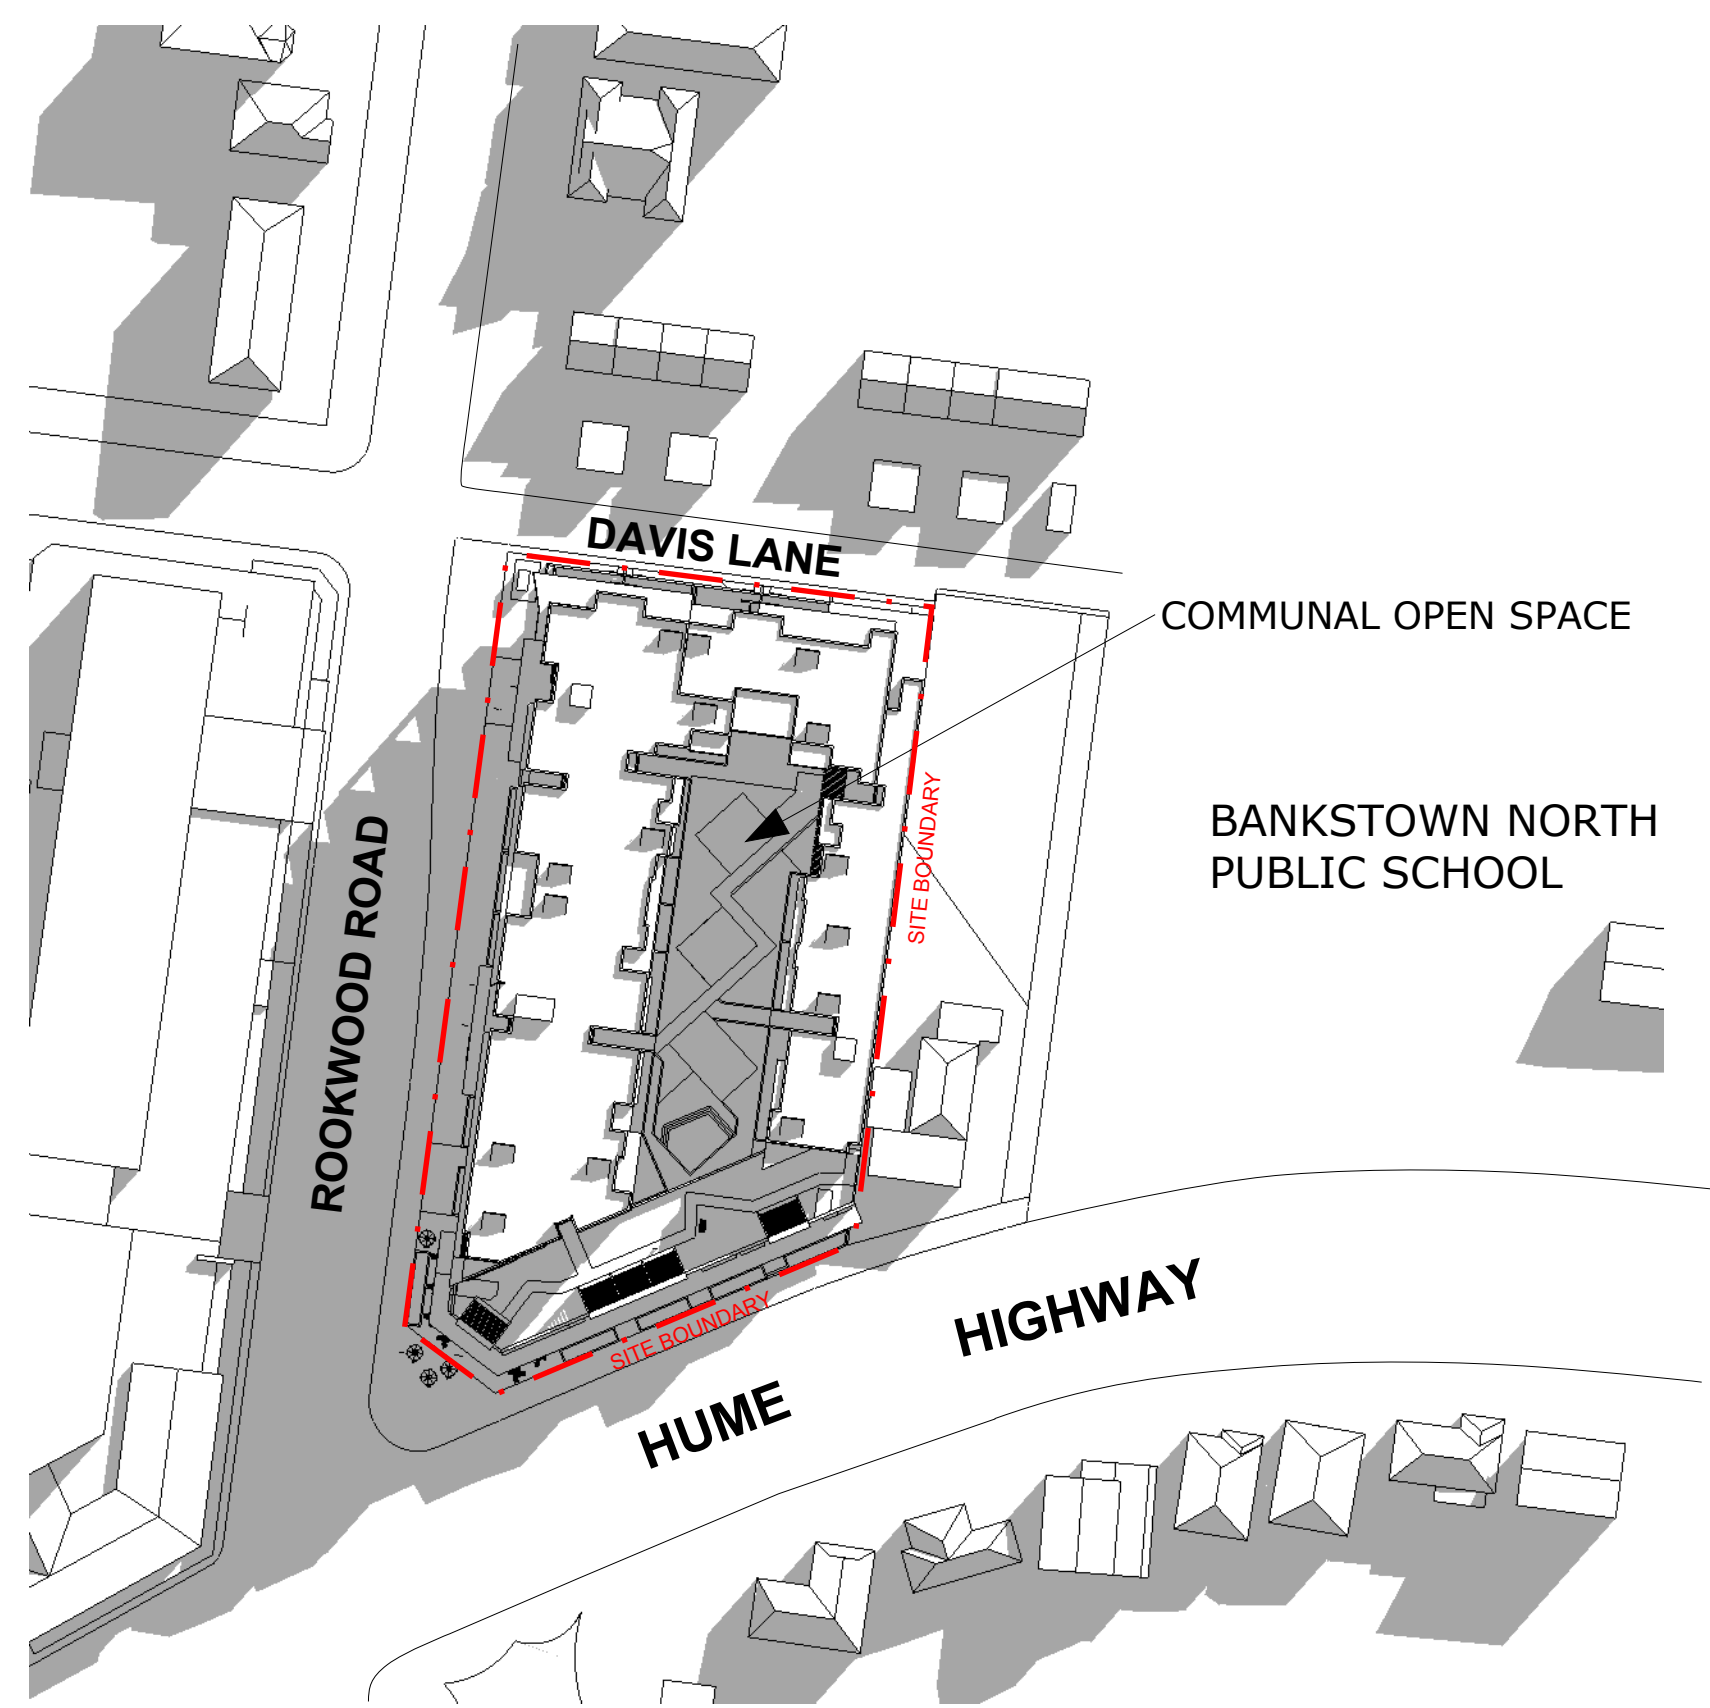 DAVIS LANE
COMMUNAL OPEN SPACE
BANKSTOWN NORTH
PUBLIC SCHOOL
SITE BOUNDARY
ROOKWOOD ROAD
SITE BOUNDARY
HUME
HIGHWAY